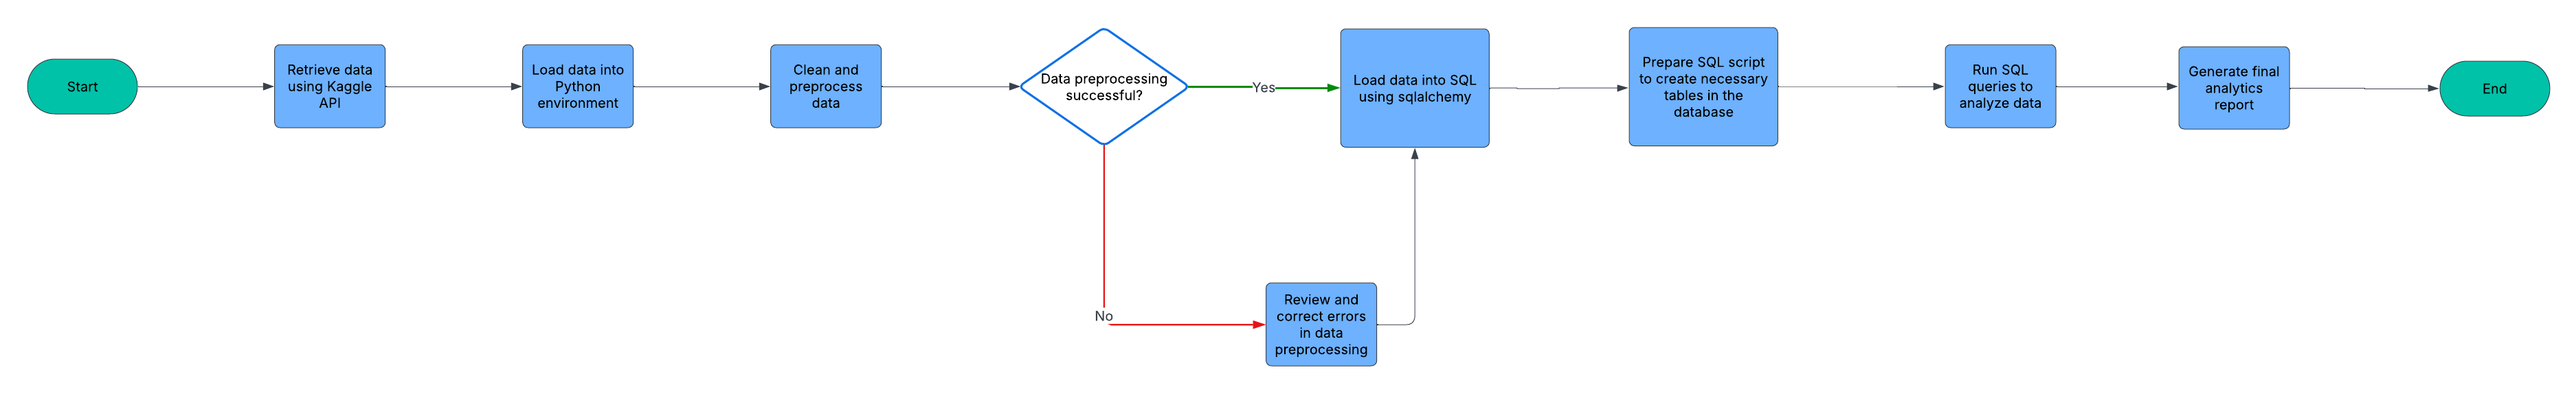 Start
Retrieve data
using Kaggle
API
Load data into
Python
environment
Clean and
preprocess
data
Data preprocessing
successful?
Yes
Load data into SQL
using sqlalchemy
Prepare SQL script
to create necessary
tables in the
database
Run SQL
queries to
analyze data
Generate final
analytics
report
End
No
Review and
correct errors
in data
preprocessing